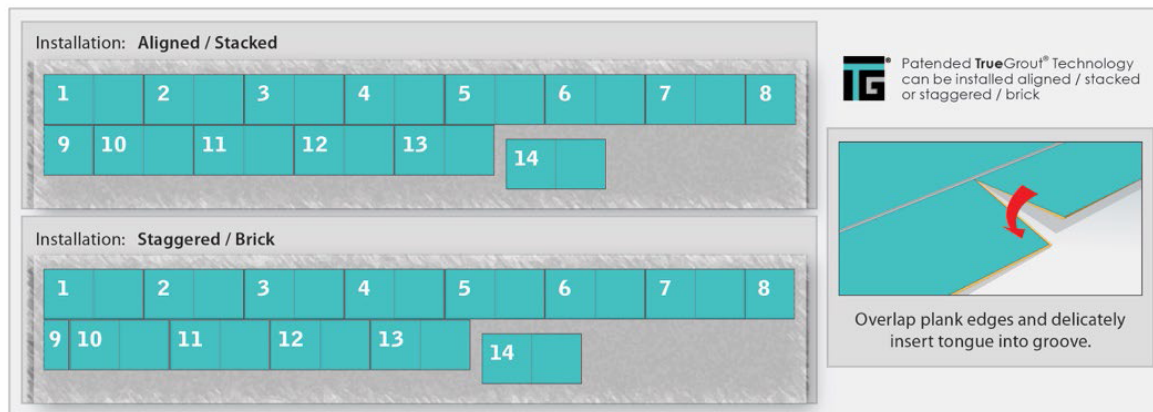 Installation: Aligned / Stacked
1 2 3 4 5 6 7 8
9 10 11 12 13 14
Installation: Staggered / Brick
1 2 3 4 5 6 7 8
9 10 11 12 13 14
TG®
Patended TrueGrout® Technology
can be installed aligned / stacked
or staggered / brick
Overlap plank edges and delicately
insert tongue into groove.